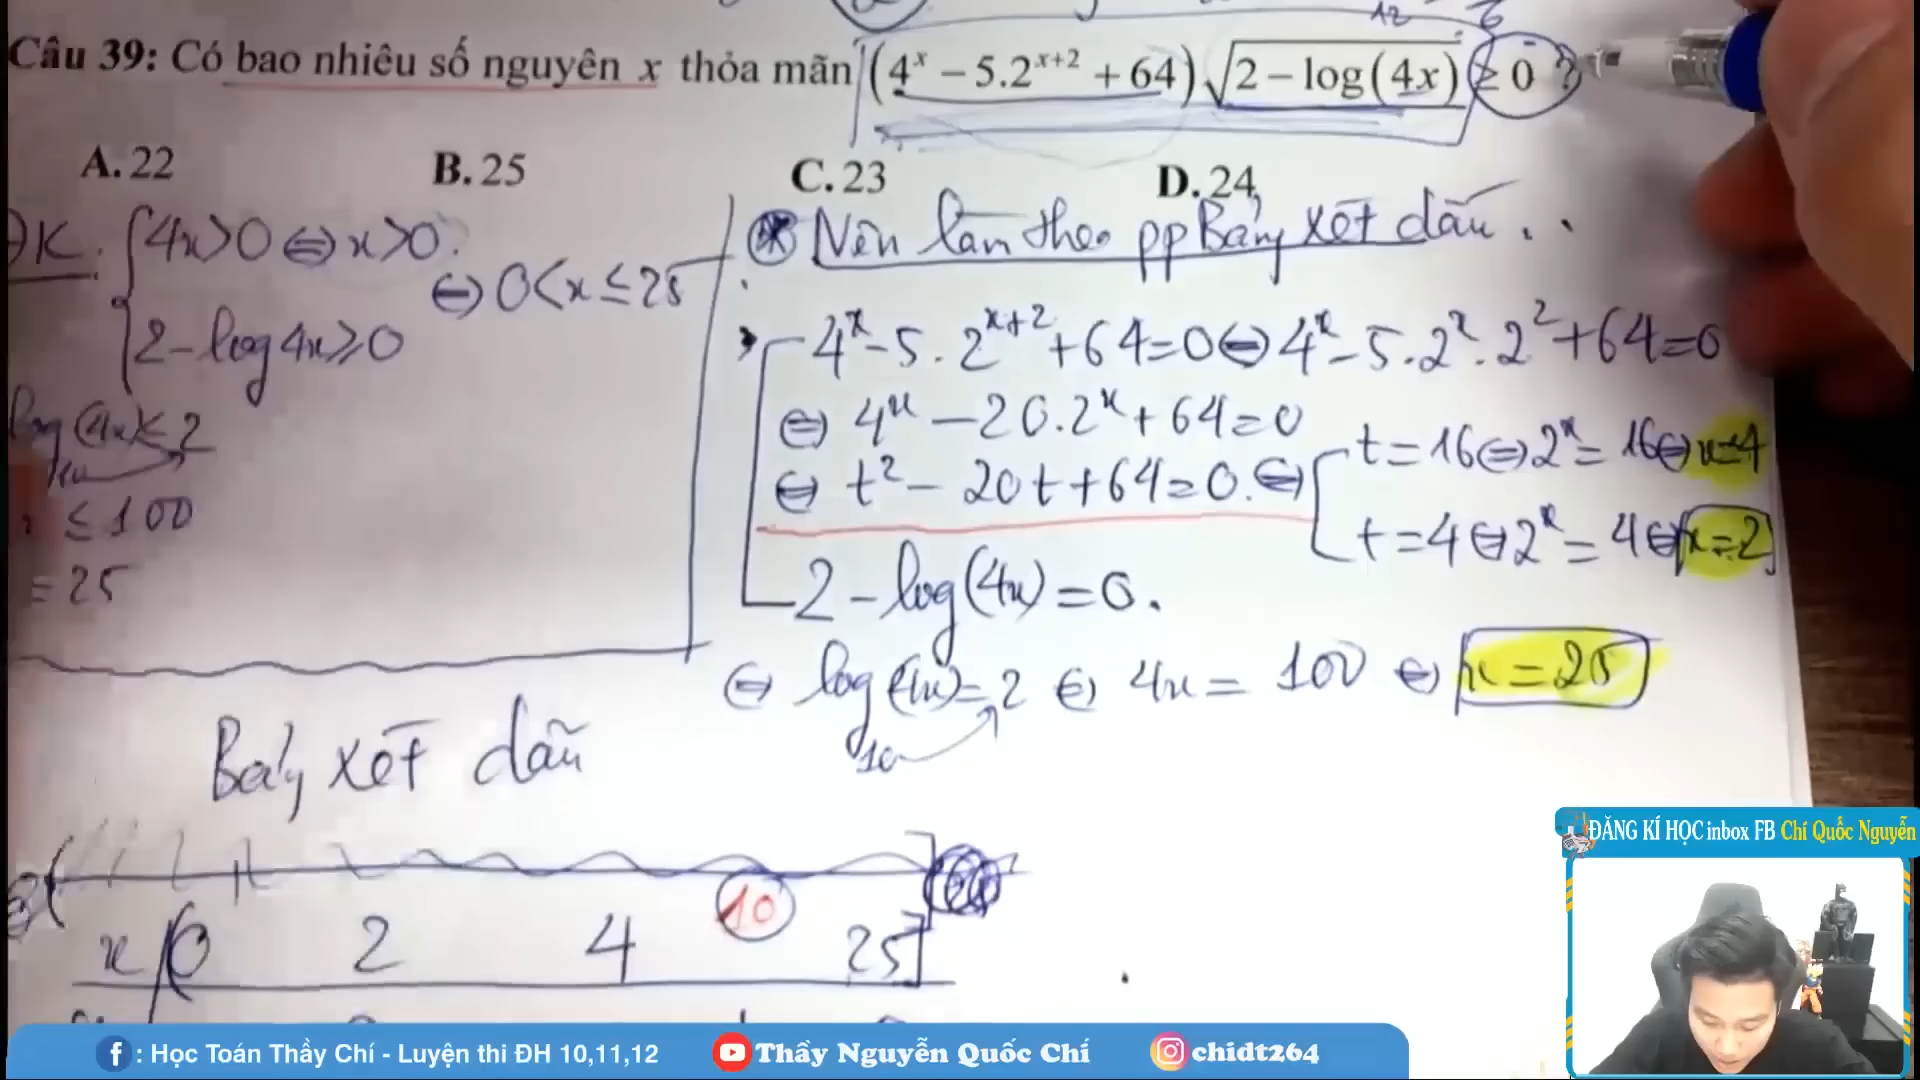 Câu 39: Có bao nhiêu số nguyên x thỏa mãn (4^x − 5.2^{x+2} + 64)√(2 − log(4x)) ≥ 0 ?
A. 22 B. 25 C. 23 D. 24
ĐK: {4x>0 ⇔ x>0.
2 − log4x ≥ 0
⇔ 0<x≤25
log(4x) ≤ 2
≤ 100
= 25
Nên làm theo pp Bảng xét dấu . .
4^x − 5.2^{x+2} + 64=0 ⇔ 4^x − 5.2^x.2^2 + 64=0
⇔ 4^x − 20.2^x + 64=0
⇔ t^2 − 20t + 64=0. ⇔
t=16 ⇔ 2^x = 16 ⇔ x=4
t=4 ⇔ 2^x = 4 ⇔ x=2
2 − log(4x) = 0.
⇔ log(4x) = 2 ⇔ 4x = 100 ⇔ x = 25
10
Bảng xét dấu
10
x 0 2 4 25
ĐĂNG KÍ HỌC inbox FB Chí Quốc Nguyễn
f : Học Toán Thầy Chí - Luyện thi ĐH 10,11,12
Thầy Nguyễn Quốc Chí
chidt264